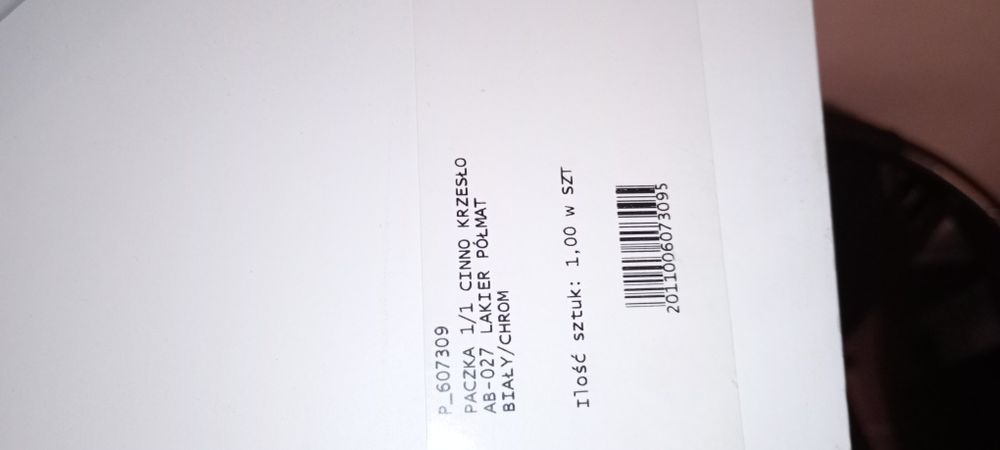 P_607309
PACZKA 1/1 CINNO KRZESŁO
AB-027 LAKIER PÓŁMAT
BIAŁY/CHROM
Ilość sztuk: 1,00 w SZT
2011006073095